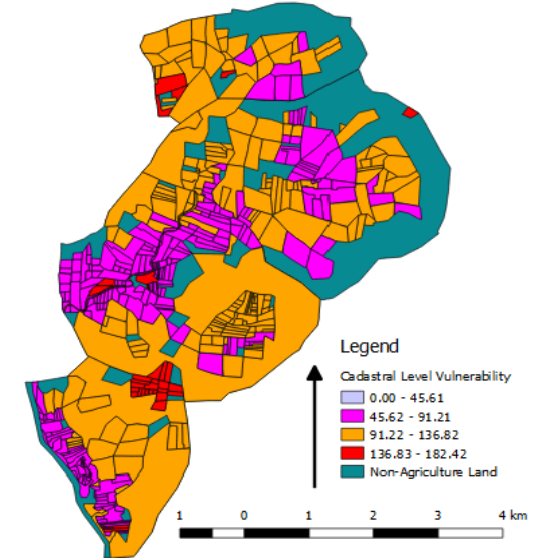 Legend
Cadastral Level Vulnerability
0.00 - 45.61
45.62 - 91.21
91.22 - 136.82
136.83 - 182.42
Non-Agriculture Land
1 0 1 2 3 4 km